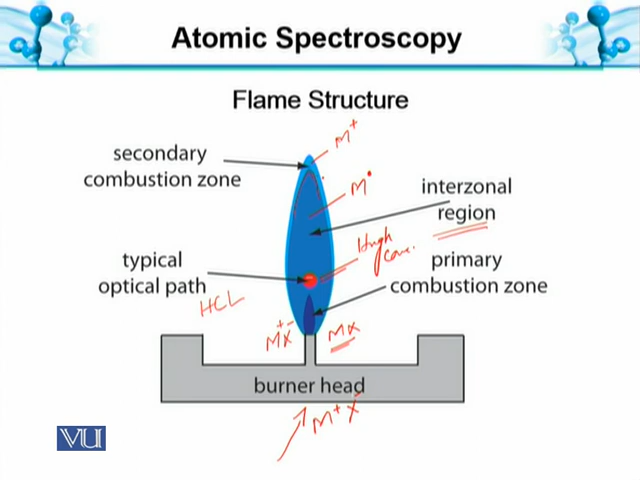 Atomic Spectroscopy
Flame Structure
M+
secondary
combustion zone
M•
interzonal
region
High
Conc.
typical
optical path
primary
combustion zone
HCL
M+X-
MX
burner head
M+X-
VU